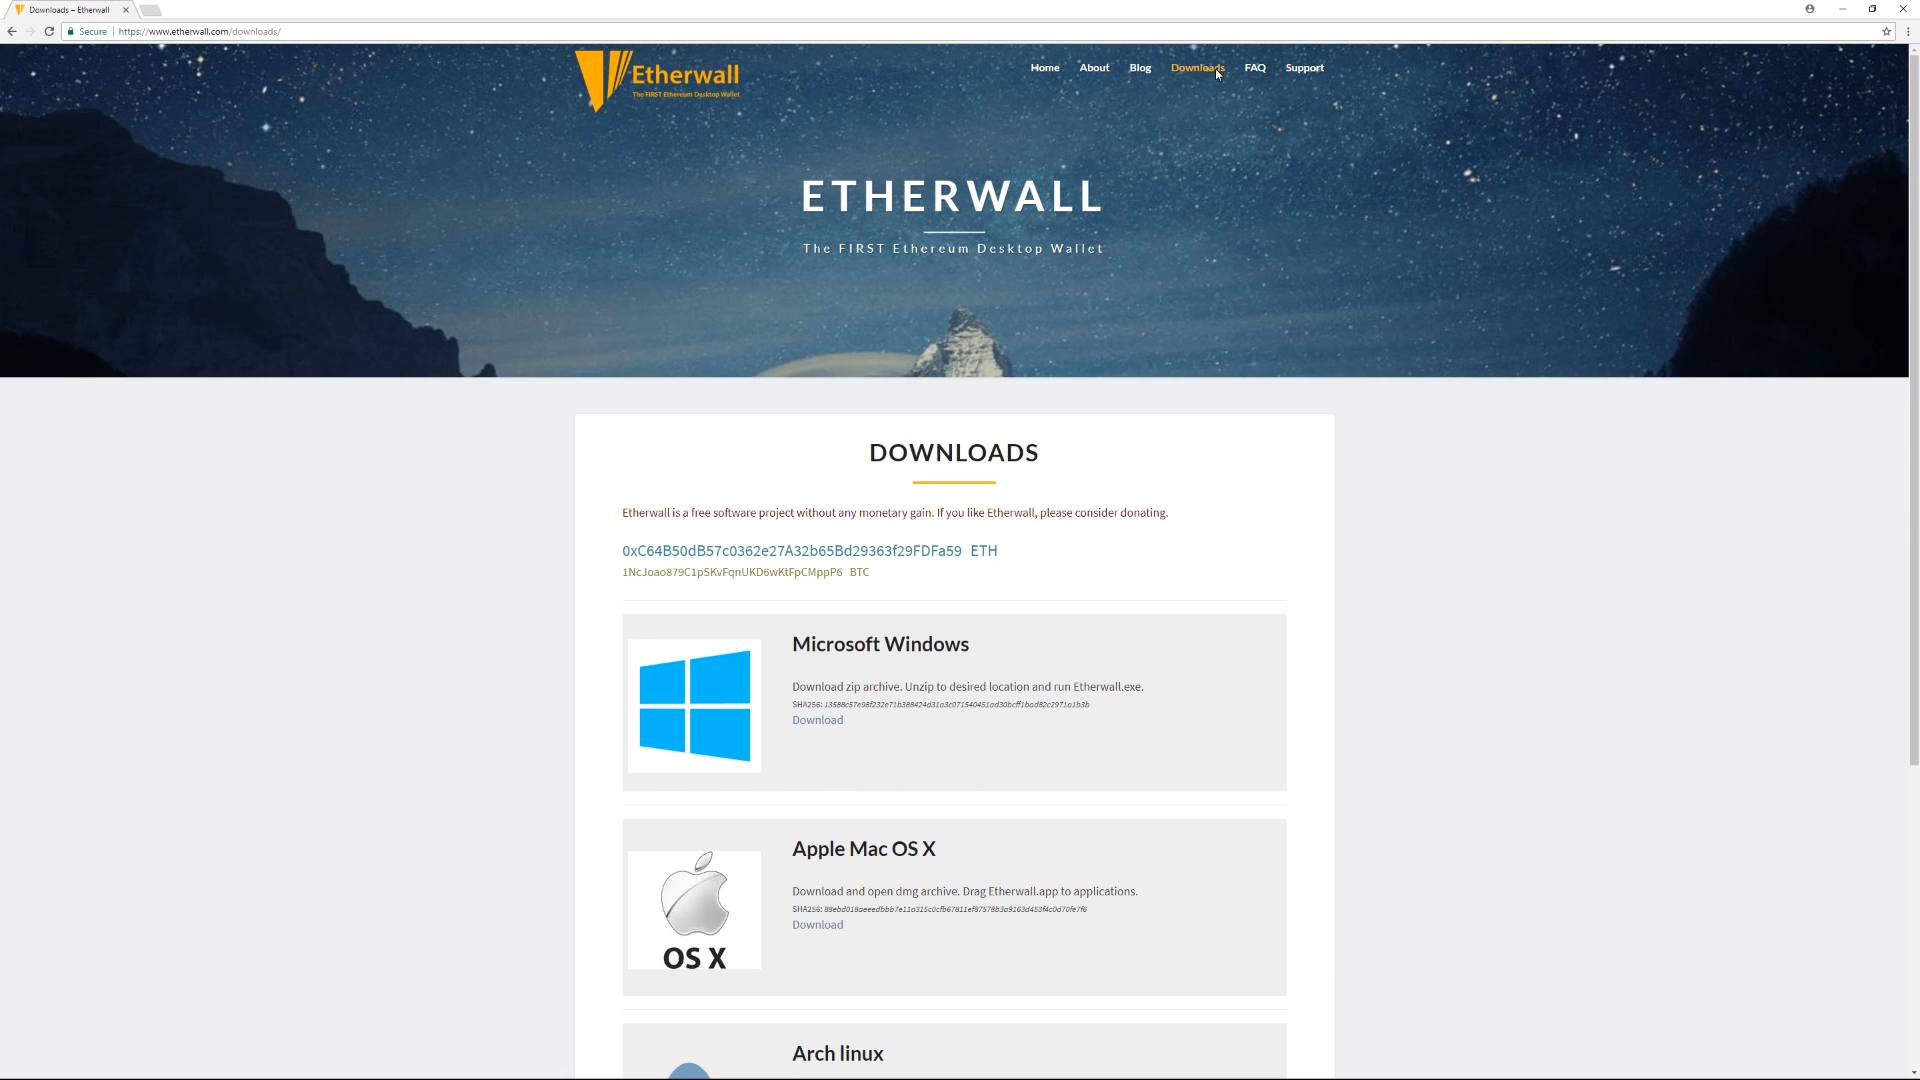 Downloads – Etherwall
Secure https://www.etherwall.com/downloads/
Etherwall
The FIRST Ethereum Desktop Wallet
Home About Blog Downloads FAQ Support
ETHERWALL
The FIRST Ethereum Desktop Wallet
DOWNLOADS
Etherwall is a free software project without any monetary gain. If you like Etherwall, please consider donating.
0xC64B50dB57c0362e27A32b65Bd29363f29FDFa59 ETH
1NcJoao879C1pSKvFqnUKD6wKtFpCMppP6 BTC
Microsoft Windows
Download zip archive. Unzip to desired location and run Etherwall.exe.
SHA256: 13588c57e98f232e71b388424d31a3c071540451ad30bcff1bad82c2971a1b3b
Download
Apple Mac OS X
Download and open dmg archive. Drag Etherwall.app to applications.
SHA256: 88ebd018aeeedbbb7e11a315c0cfb67811ef87578b3a9163d453f4c0d70fe7f6
Download
OS X
Arch linux